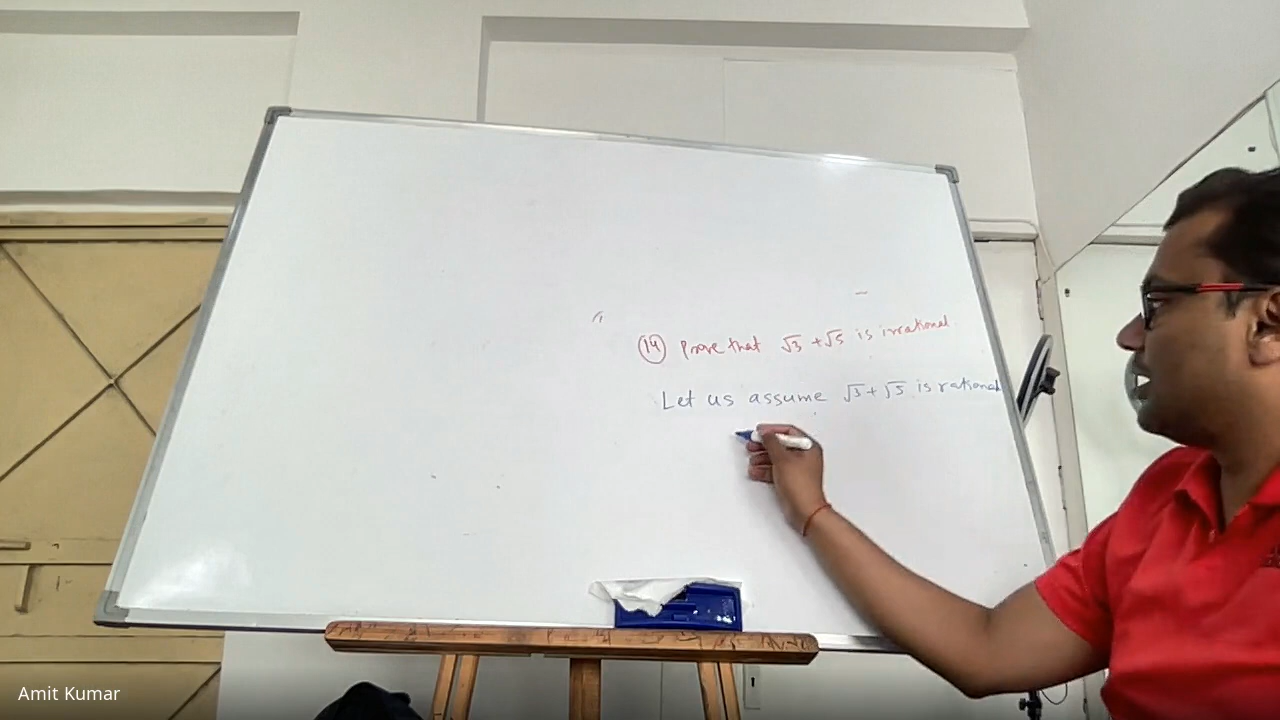 (14) Prove that √3 + √5 is irrational.
Let us assume √3 + √5 is rational
Amit Kumar